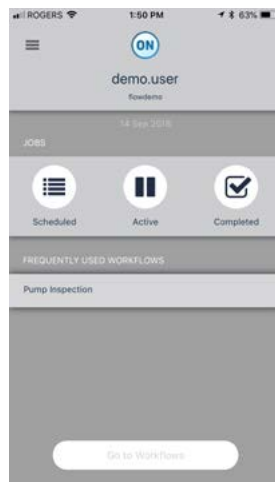 ROGERS 1:50 PM 63%
ON
demo.user
flowdemo
14 Sep 2018
JOBS
Scheduled Active Completed
FREQUENTLY USED WORKFLOWS
Pump Inspection
Go to Workflows